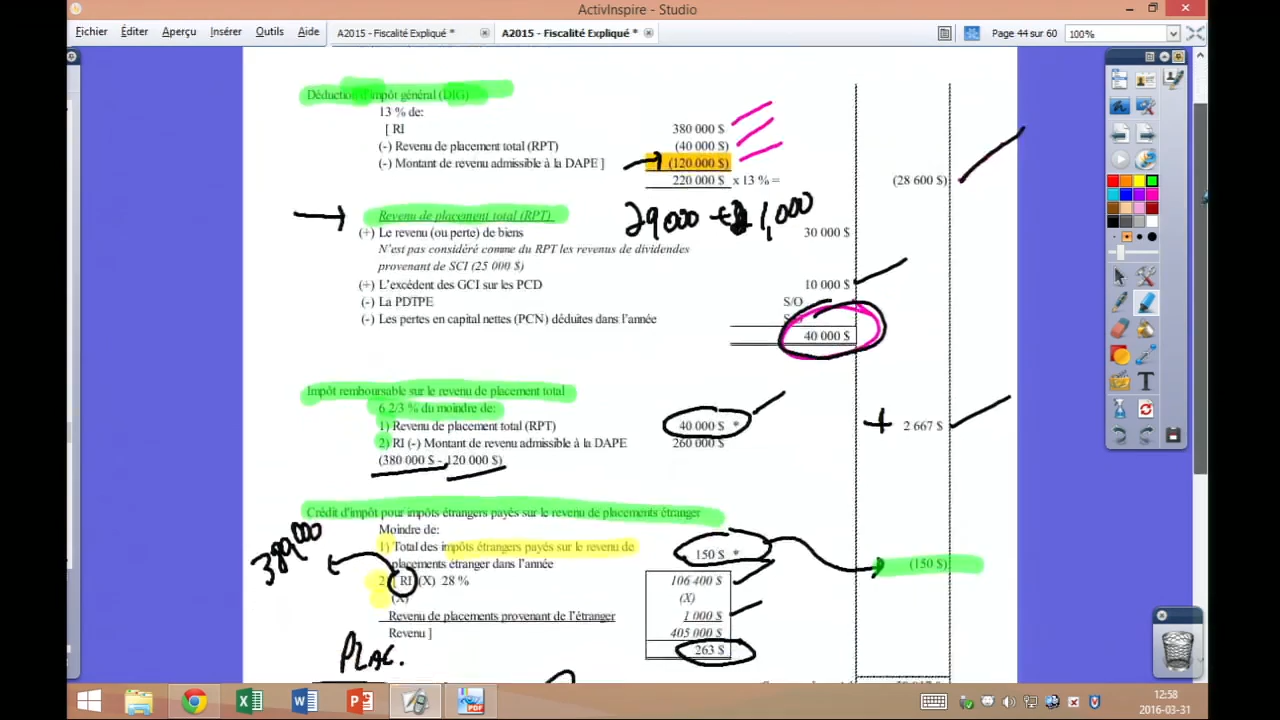 ActivInspire - Studio
Fichier Éditer Aperçu Insérer Outils Aide
A2015 - Fiscalité Expliqué *
A2015 - Fiscalité Expliqué *
Page 44 sur 60
100%
Déduction d'impôt général (DIG)
13 % de:
[ RI 380 000 $
(-) Revenu de placement total (RPT) (40 000 $)
(-) Montant de revenu admissible à la DAPE ] (120 000 $)
220 000 $ x 13 % = (28 600 $)
29 000 + 1,000
Revenu de placement total (RPT)
(+) Le revenu (ou perte) de biens 30 000 $
N'est pas considéré comme du RPT les revenus de dividendes
provenant de SCI (25 000 $)
(+) L'excédent des GCI sur les PCD 10 000 $
(-) La PDTPE S/O
(-) Les pertes en capital nettes (PCN) déduites dans l'année
40 000 $
Impôt remboursable sur le revenu de placement total
6 2/3 % du moindre de:
1) Revenu de placement total (RPT) 40 000 $ * + 2 667 $
2) RI (-) Montant de revenu admissible à la DAPE 260 000 $
(380 000 $ - 120 000 $)
Crédit d'impôt pour impôts étrangers payés sur le revenu de placements étranger
Moindre de:
1) Total des impôts étrangers payés sur le revenu de 150 $ *
placements étranger dans l'année (150 $)
380,000
2) [ RI (X) 28 % 106 400 $
(X) (X)
Revenu de placements provenant de l'étranger 1 000 $
Revenu ] 405 000 $
263 $
PLAC.
12:58
2016-03-31